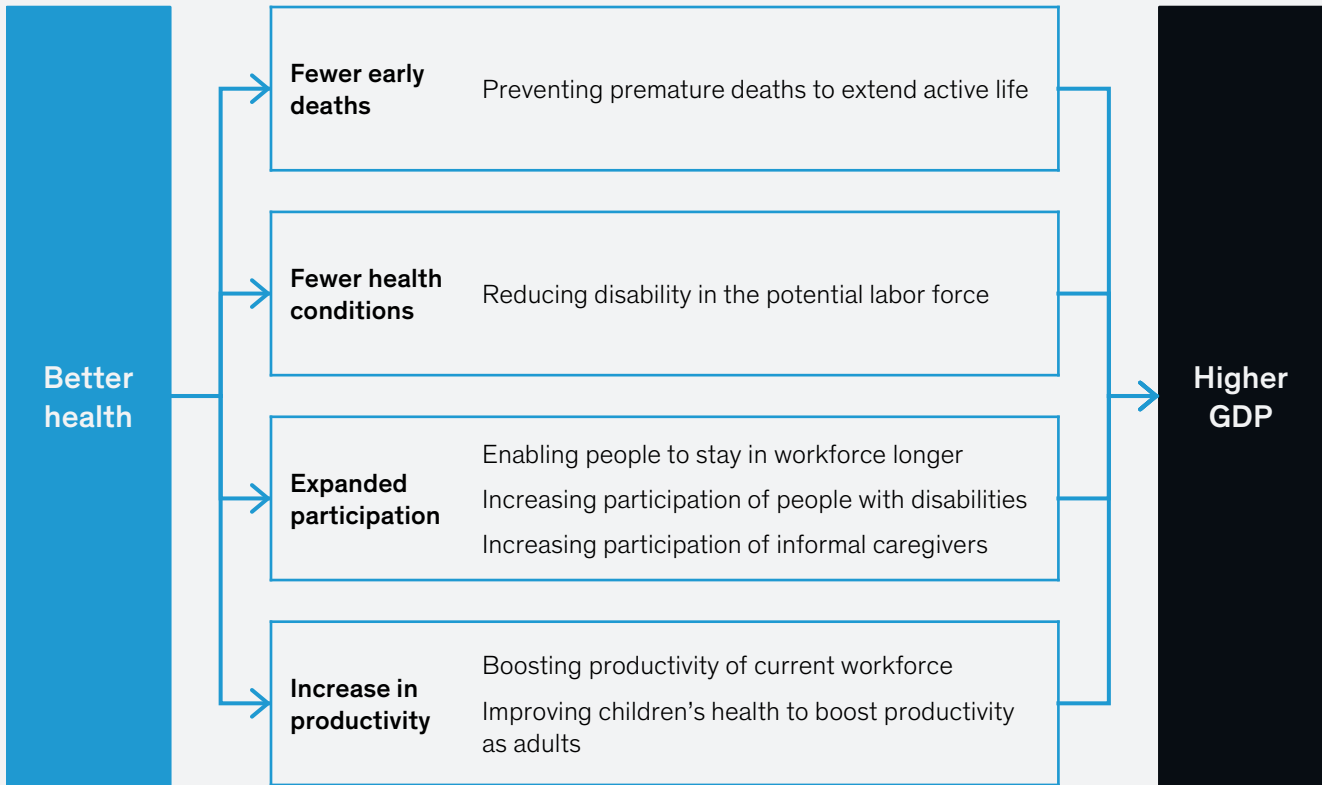 Better
health
Fewer early
deaths
Preventing premature deaths to extend active life
Fewer health
conditions
Reducing disability in the potential labor force
Expanded
participation
Enabling people to stay in workforce longer
Increasing participation of people with disabilities
Increasing participation of informal caregivers
Increase in
productivity
Boosting productivity of current workforce
Improving children’s health to boost productivity
as adults
Higher
GDP